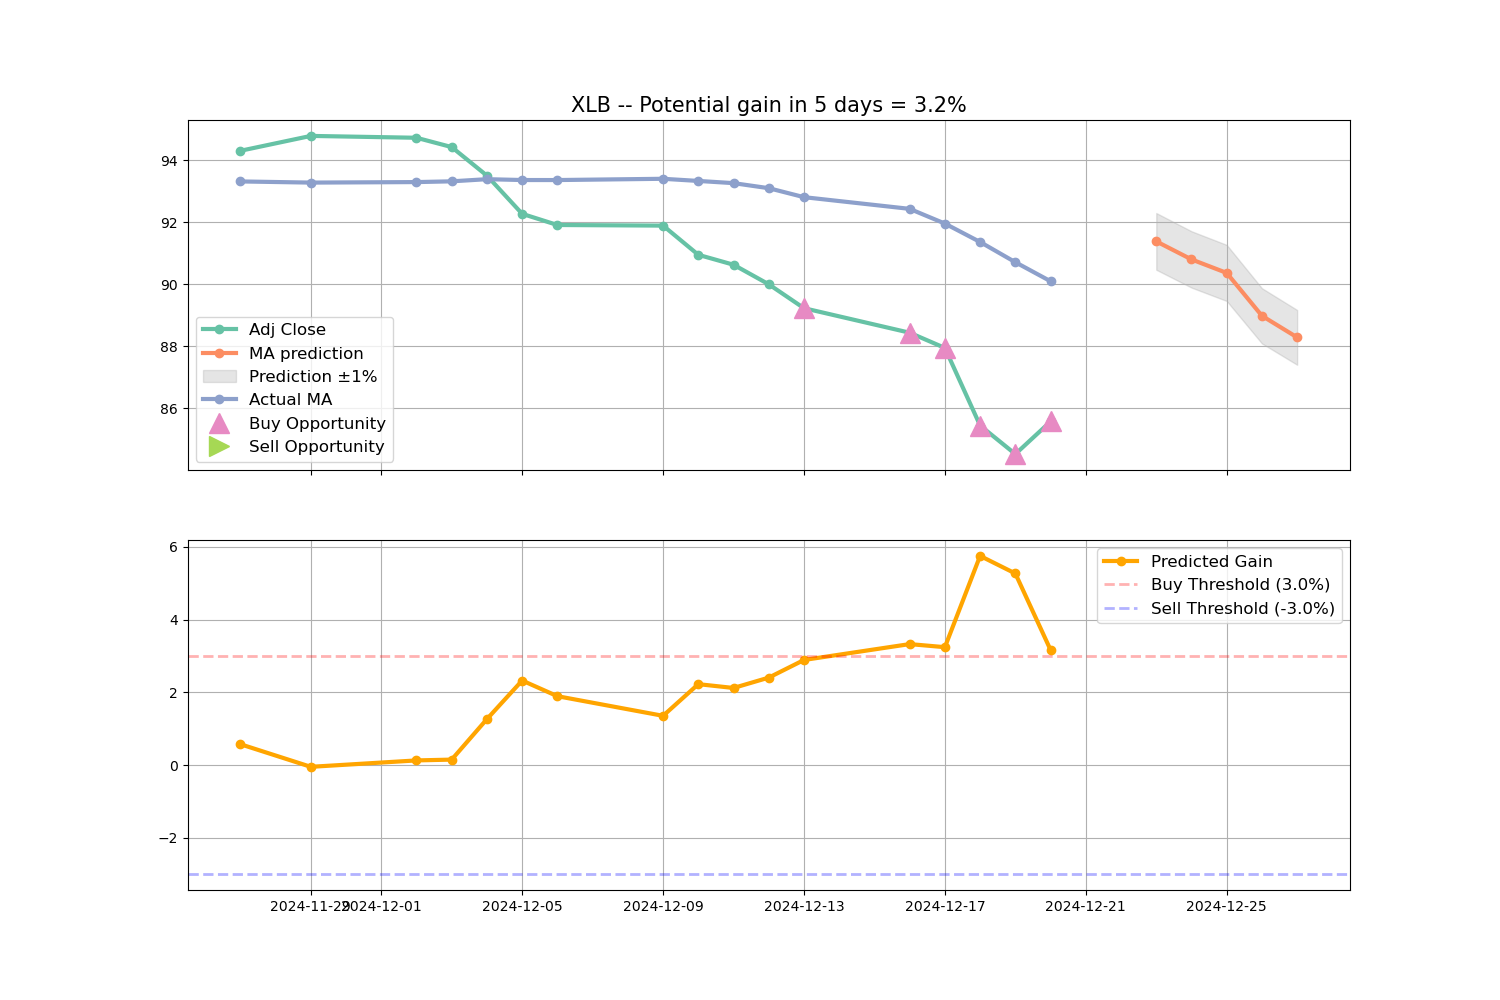 XLB -- Potential gain in 5 days = 3.2%
94
92
90
88
86
Adj Close
MA prediction
Prediction ±1%
Actual MA
Buy Opportunity
Sell Opportunity
6
4
2
0
−2
Predicted Gain
Buy Threshold (3.0%)
Sell Threshold (-3.0%)
2024-11-29 2024-12-01 2024-12-05 2024-12-09 2024-12-13 2024-12-17 2024-12-21 2024-12-25